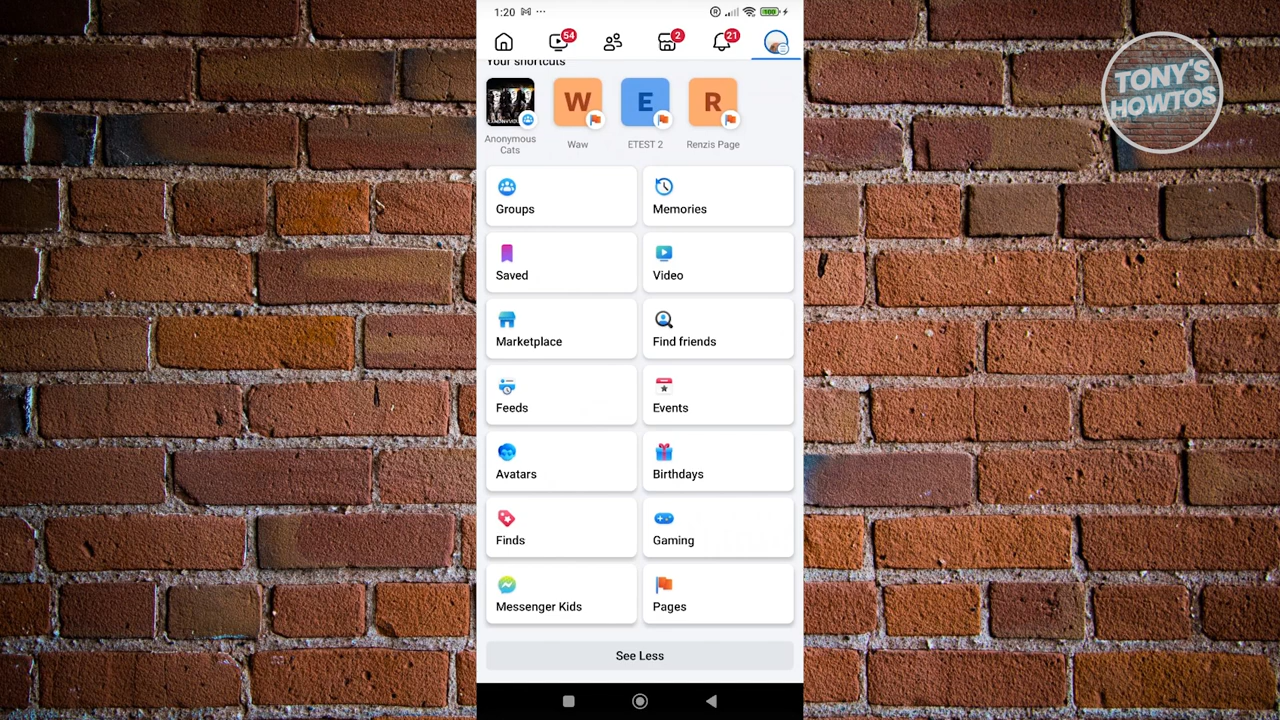 1:20
100
54
2
21
TONY'S
HOWTOS
Your shortcuts
W
E
R
Anonymous
Cats
Waw
ETEST 2
Renzis Page
Groups
Memories
Saved
Video
Marketplace
Find friends
Feeds
Events
Avatars
Birthdays
Finds
Gaming
Messenger Kids
Pages
See Less